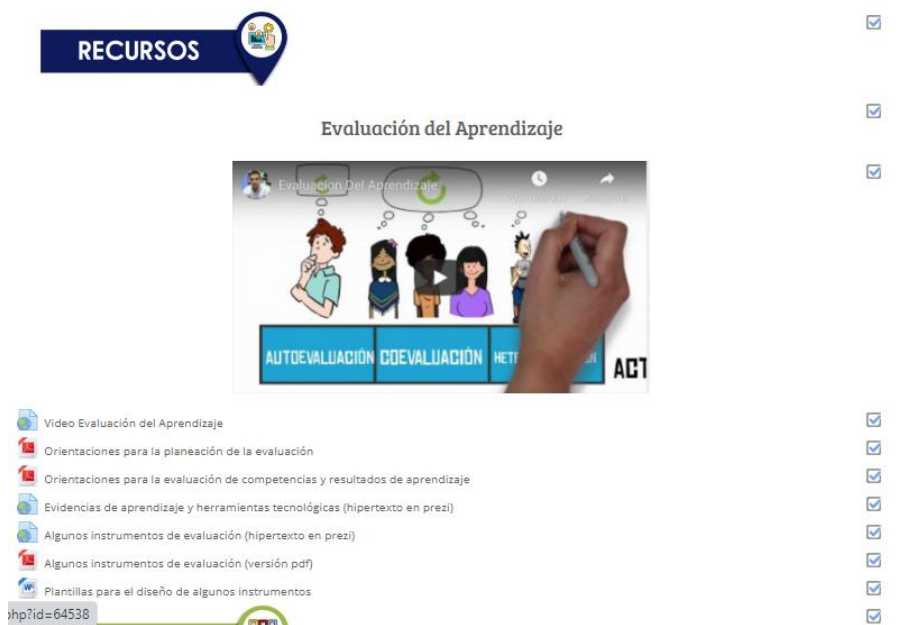 RECURSOS
Evaluación del Aprendizaje
Evaluacion Del Aprendizaje
AUTOEVALUACIÓN COEVALUACIÓN HETE
ACT
Video Evaluación del Aprendizaje
Orientaciones para la planeación de la evaluación
Orientaciones para la evaluación de competencias y resultados de aprendizaje
Evidencias de aprendizaje y herramientas tecnológicas (hipertexto en prezi)
Algunos instrumentos de evaluación (hipertexto en prezi)
Algunos instrumentos de evaluación (versión pdf)
Plantillas para el diseño de algunos instrumentos
hp?id=64538